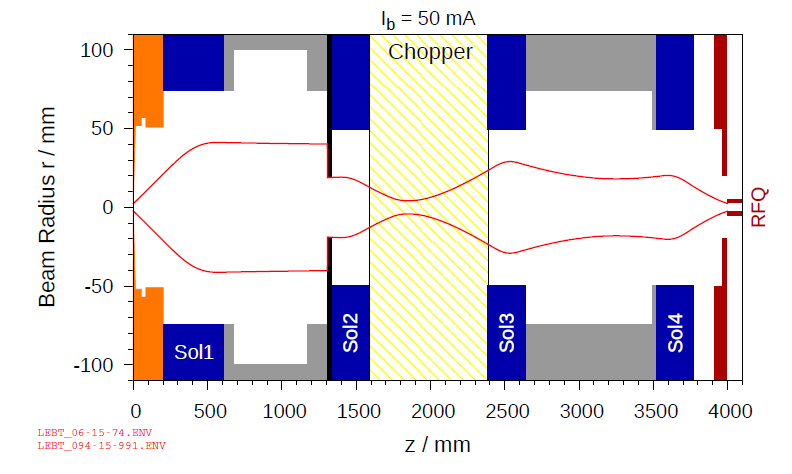 I_b = 50 mA
Chopper
100
50
0
-50
-100
Beam Radius r / mm
Sol1
Sol2
Sol3
Sol4
RFQ
0 500 1000 1500 2000 2500 3000 3500 4000
z / mm
LEBT_06-15-74.ENV
LEBT_094-15-991.ENV